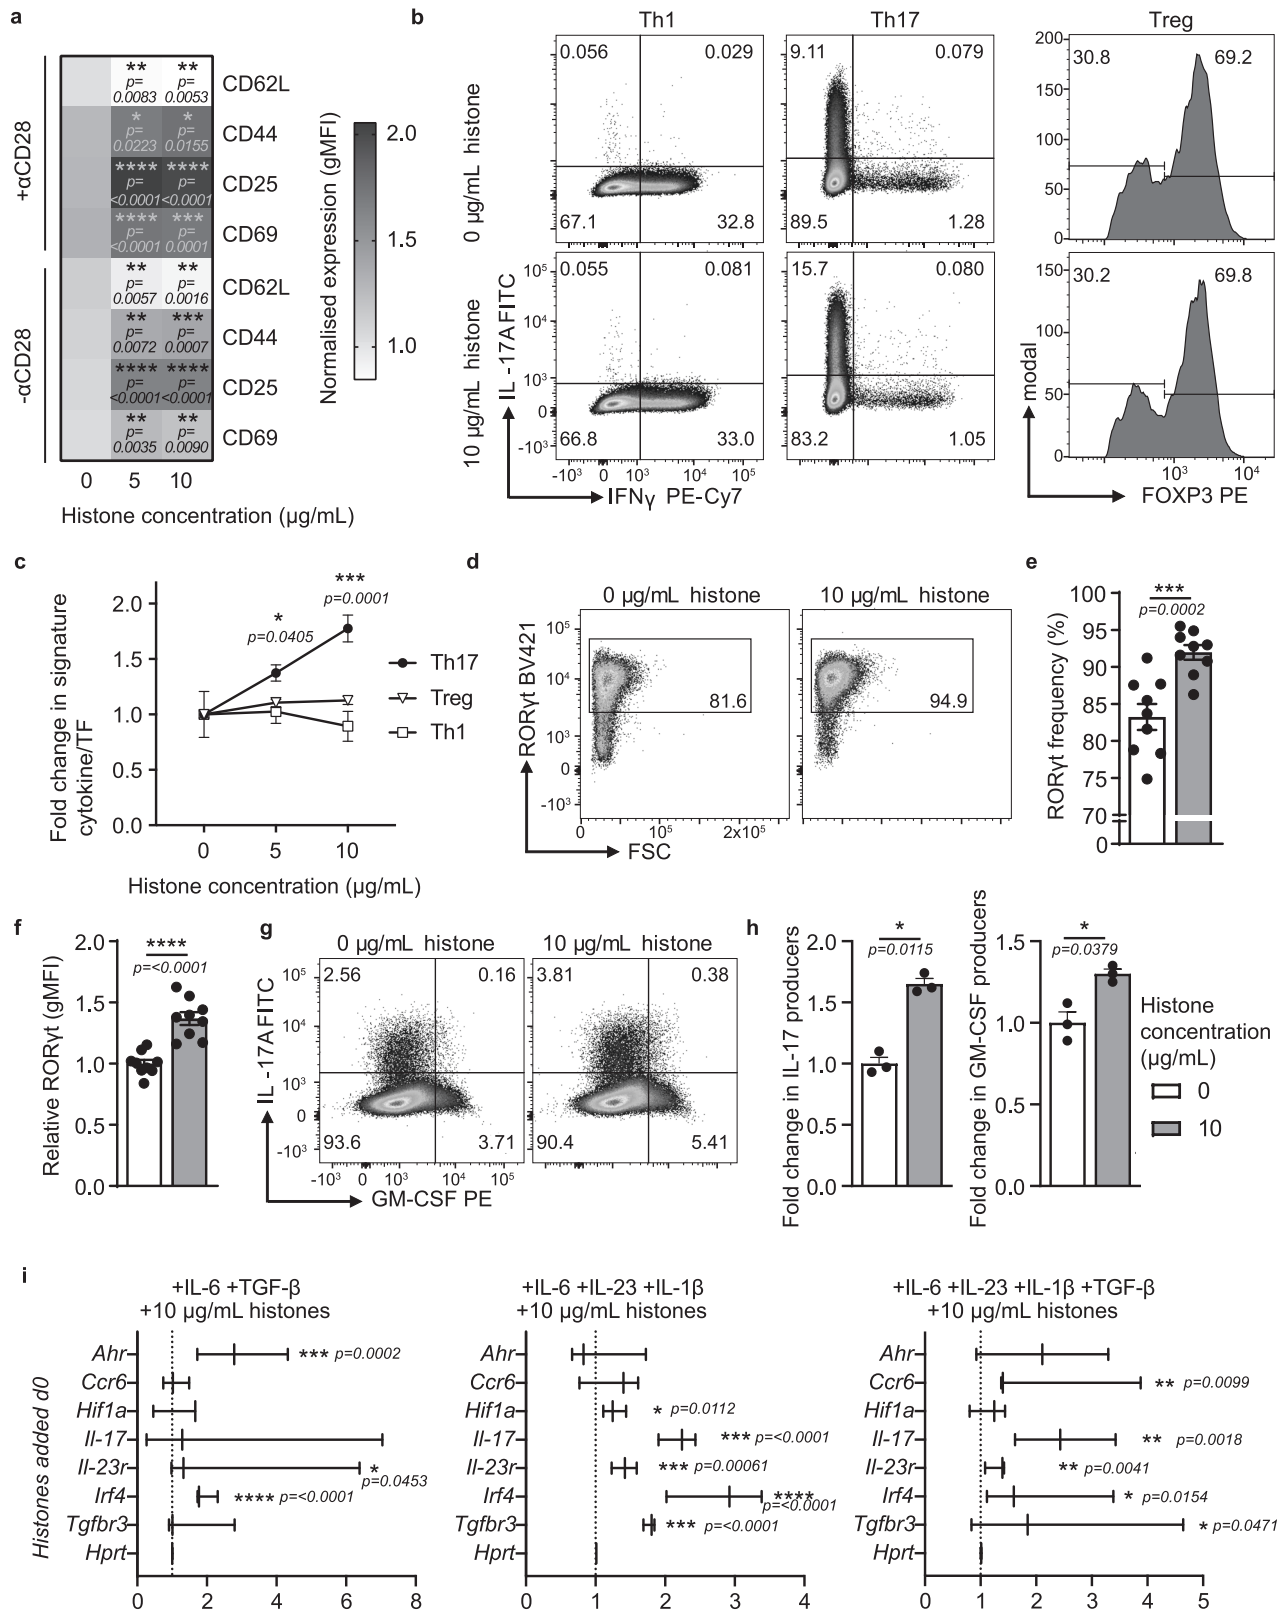 a
+αCD28
-αCD28
** **
p= p=
0.0083 0.0053
CD62L
* *
p= p=
0.0223 0.0155
CD44
**** ****
p= p=
<0.0001 <0.0001
CD25
**** ***
p= p=
<0.0001 0.0001
CD69
** **
p= p=
0.0057 0.0016
CD62L
** ***
p= p=
0.0072 0.0007
CD44
**** ****
p= p=
<0.0001 <0.0001
CD25
** **
p= p=
0.0035 0.0090
CD69
0 5 10
Histone concentration (µg/mL)
Normalised expression (gMFI)
2.0
1.5
1.0
b
Th1 Th17 Treg
0 µg/mL histone
0.056 0.029
67.1 32.8
9.11 0.079
89.5 1.28
200
150
100
50
0
30.8 69.2
10 µg/mL histone
IL -17A FITC
10⁵
10⁴
10³
0
-10³
0.055 0.081
66.8 33.0
-10³ 0 10³ 10⁴ 10⁵
IFNγ PE-Cy7
15.7 0.080
83.2 1.05
modal
150
100
50
0
30.2 69.8
10³ 10⁴
FOXP3 PE
c
Fold change in signature
cytokine/TF
2.0
1.5
1.0
0.5
0.0
*
p=0.0405
***
p=0.0001
Th17
Treg
Th1
0 5 10
Histone concentration (µg/mL)
d
0 µg/mL histone 10 µg/mL histone
RORγt BV421
10⁵
10⁴
10³
0
-10³
81.6 94.9
0 10⁵ 2x10⁵
FSC
e
RORγt frequency (%)
100
95
90
85
80
75
70
0
***
p=0.0002
f
Relative RORγt (gMFI)
2.0
1.5
1.0
0.5
0.0
****
p=<0.0001
g
0 µg/mL histone 10 µg/mL histone
IL -17A FITC
10⁵
10⁴
10³
0
-10³
2.56 0.16
93.6 3.71
3.81 0.38
90.4 5.41
-10³ 0 10³ 10⁴ 10⁵
GM-CSF PE
h
Fold change in IL-17 producers
2.0
1.5
1.0
0.5
0.0
*
p=0.0115
Fold change in GM-CSF producers
1.5
1.0
0.5
0.0
*
p=0.0379
Histone
concentration
(µg/mL)
0
10
i
Histones added d0
+IL-6 +TGF-β
+10 µg/mL histones
Ahr *** p=0.0002
Ccr6
Hif1a
Il-17
Il-23r *
p=0.0453
Irf4 **** p=<0.0001
Tgfbr3
Hprt
0 2 4 6 8
+IL-6 +IL-23 +IL-1β
+10 µg/mL histones
Ahr
Ccr6
Hif1a * p=0.0112
Il-17 *** p=<0.0001
Il-23r *** p=0.00061
Irf4 ****
p=<0.0001
Tgfbr3 *** p=<0.0001
Hprt
0 1 2 3 4
+IL-6 +IL-23 +IL-1β +TGF-β
+10 µg/mL histones
Ahr
Ccr6 ** p=0.0099
Hif1a
Il-17 ** p=0.0018
Il-23r ** p=0.0041
Irf4 * p=0.0154
Tgfbr3 * p=0.0471
Hprt
0 1 2 3 4 5